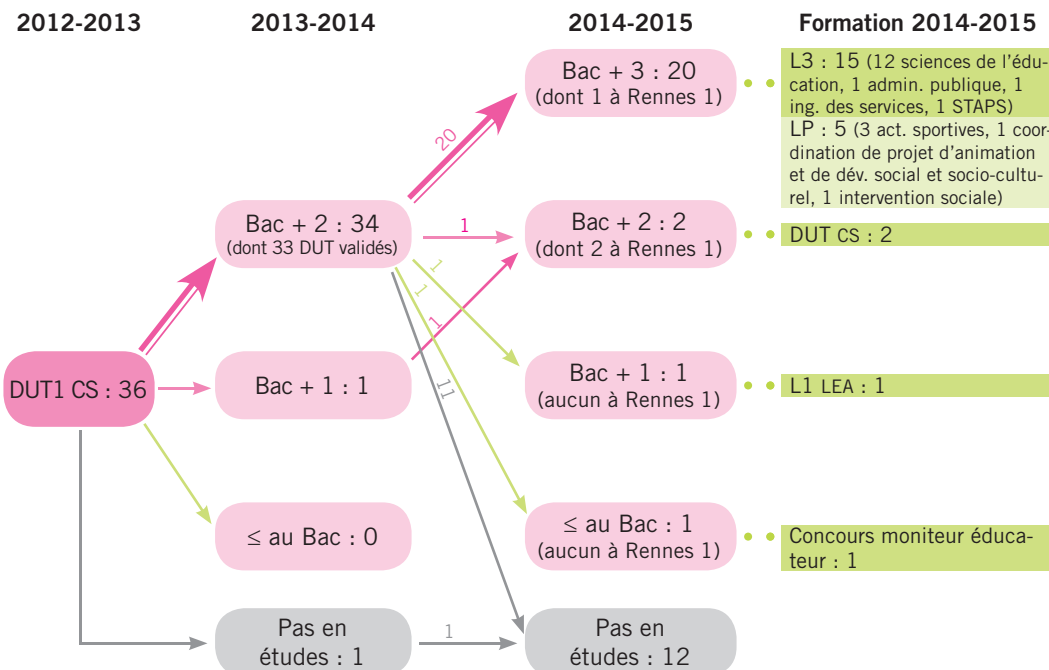 2012-2013
2013-2014
2014-2015
Formation 2014-2015
Bac + 3 : 20
(dont 1 à Rennes 1)
L3 : 15 (12 sciences de l'édu-
cation, 1 admin. publique, 1
ing. des services, 1 STAPS)
LP : 5 (3 act. sportives, 1 coor-
dination de projet d'animation
et de dév. social et socio-cultu-
rel, 1 intervention sociale)
20
Bac + 2 : 34
(dont 33 DUT validés)
1
Bac + 2 : 2
(dont 2 à Rennes 1)
DUT CS : 2
1
1
1
11
DUT1 CS : 36
Bac + 1 : 1
Bac + 1 : 1
(aucun à Rennes 1)
L1 LEA : 1
≤ au Bac : 0
≤ au Bac : 1
(aucun à Rennes 1)
Concours moniteur éduca-
teur : 1
Pas en
études : 1
1
Pas en
études : 12